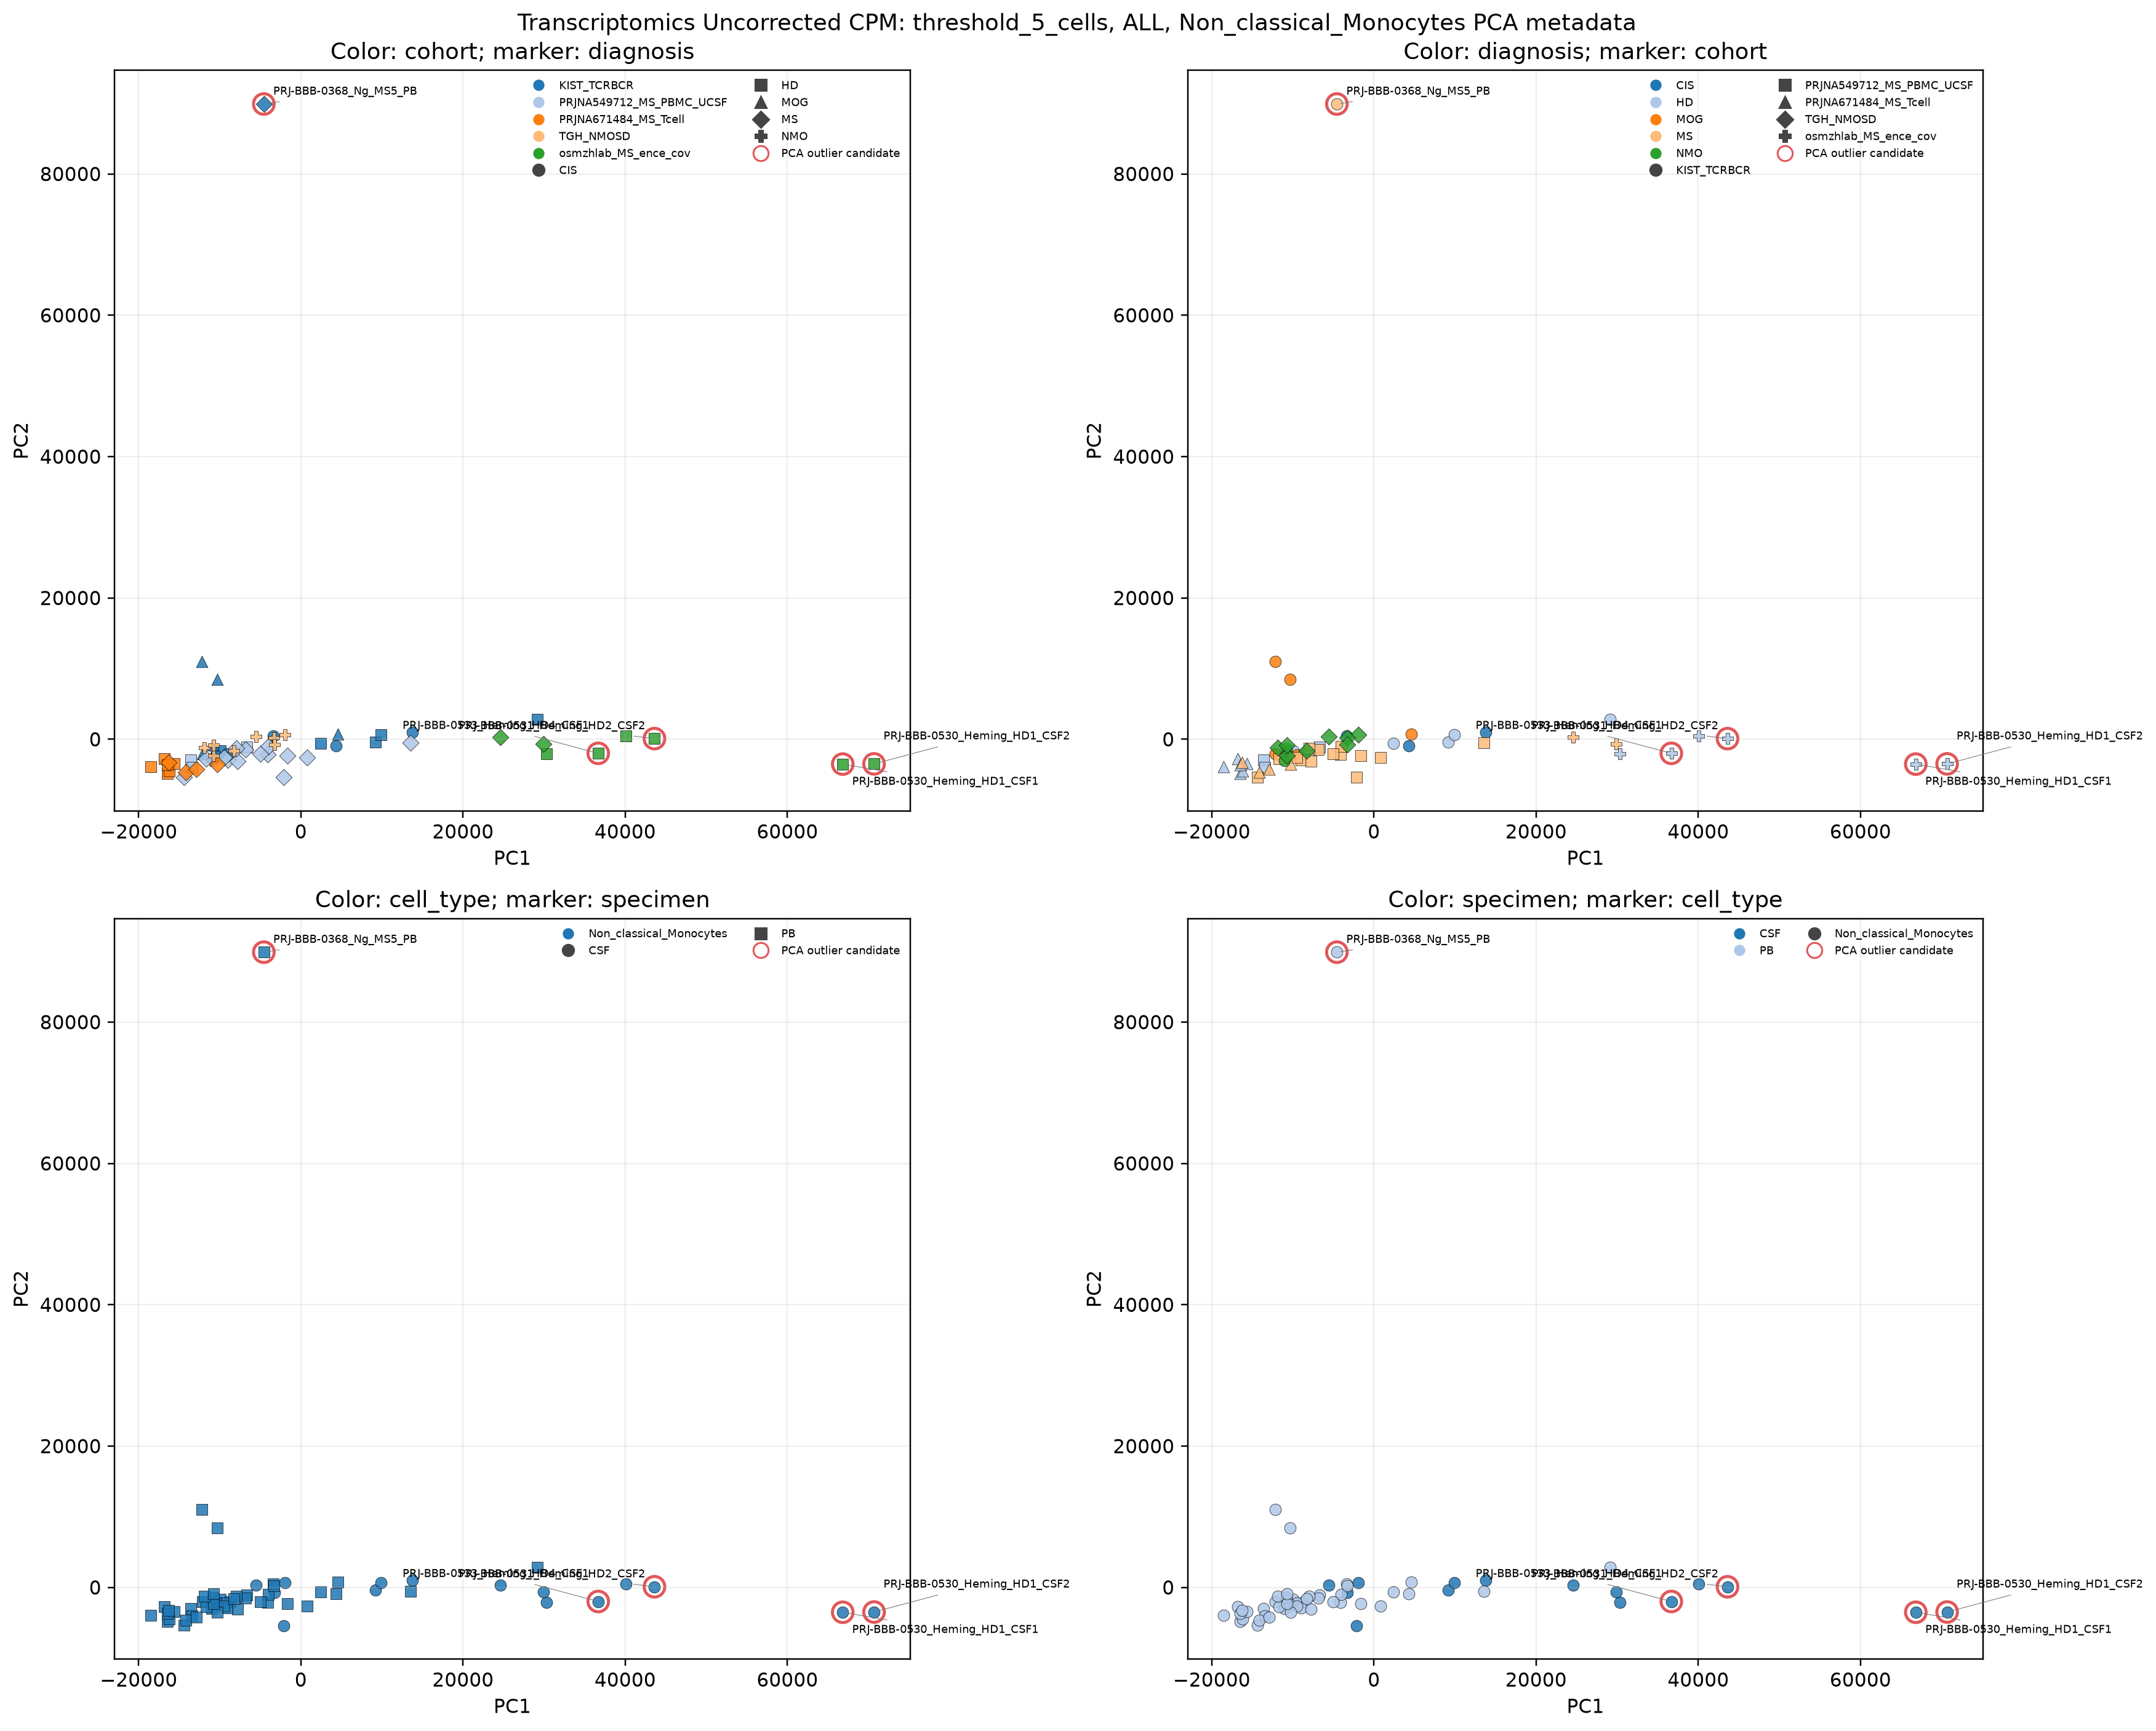 Transcriptomics Uncorrected CPM: threshold_5_cells, ALL, Non_classical_Monocytes PCA metadata
Color: cohort; marker: diagnosis
PRJ-BBB-0368_Ng_MS5_PB
KIST_TCRBCR
PRJNA549712_MS_PBMC_UCSF
PRJNA671484_MS_Tcell
TGH_NMOSD
osmzhlab_MS_ence_cov
CIS
HD
MOG
MS
NMO
PCA outlier candidate
80000
60000
40000
20000
0
PC2
PRJ-BBB-0530_Heming_HD1_CSF2
PRJ-BBB-0530_Heming_HD1_CSF1
−20000
0
20000
40000
60000
PC1
Color: diagnosis; marker: cohort
PRJ-BBB-0368_Ng_MS5_PB
CIS
HD
MOG
MS
NMO
KIST_TCRBCR
PRJNA549712_MS_PBMC_UCSF
PRJNA671484_MS_Tcell
TGH_NMOSD
osmzhlab_MS_ence_cov
PCA outlier candidate
80000
60000
40000
20000
0
PC2
PRJ-BBB-0530_Heming_HD1_CSF2
PRJ-BBB-0530_Heming_HD1_CSF1
−20000
0
20000
40000
60000
PC1
Color: cell_type; marker: specimen
PRJ-BBB-0368_Ng_MS5_PB
Non_classical_Monocytes
CSF
PB
PCA outlier candidate
80000
60000
40000
20000
0
PC2
PRJ-BBB-0530_Heming_HD1_CSF2
PRJ-BBB-0530_Heming_HD1_CSF1
−20000
0
20000
40000
60000
PC1
Color: specimen; marker: cell_type
PRJ-BBB-0368_Ng_MS5_PB
CSF
PB
Non_classical_Monocytes
PCA outlier candidate
80000
60000
40000
20000
0
PC2
PRJ-BBB-0530_Heming_HD1_CSF2
PRJ-BBB-0530_Heming_HD1_CSF1
−20000
0
20000
40000
60000
PC1